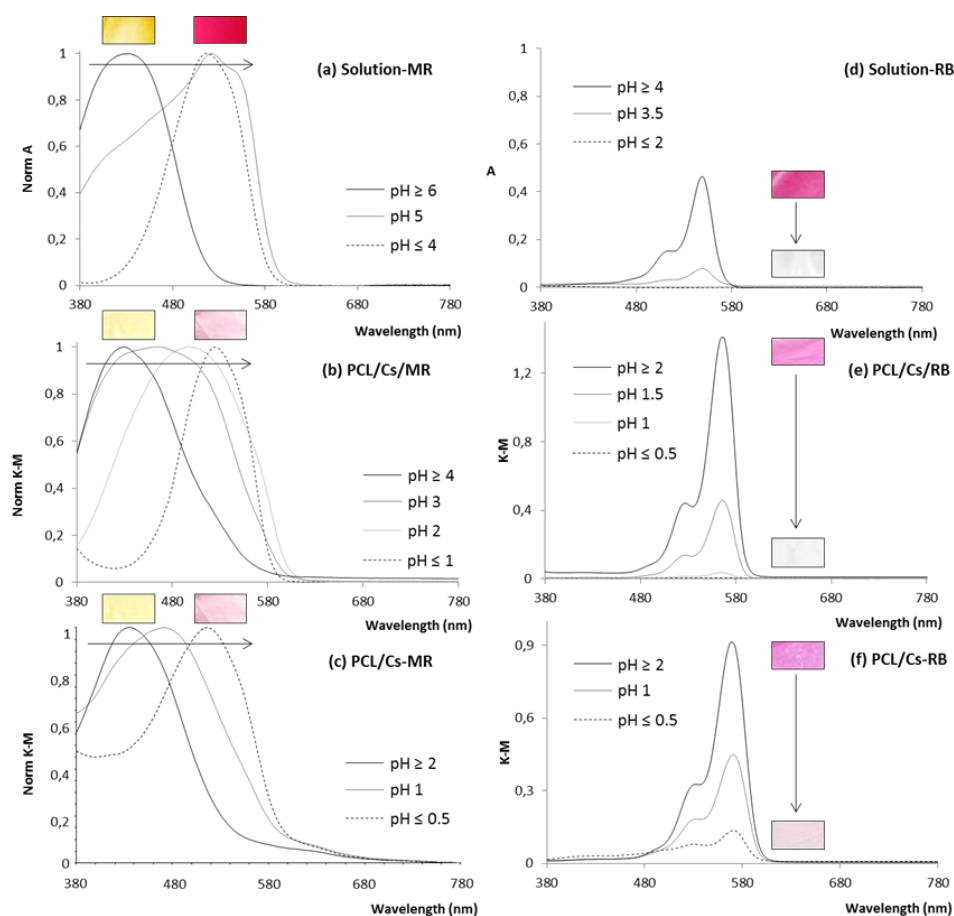 (a) Solution-MR
Norm A
1
0,8
0,6
0,4
0,2
0
380
480
580
680
780
Wavelength (nm)
pH ≥ 6
pH 5
pH ≤ 4
(b) PCL/Cs/MR
Norm K-M
1
0,8
0,6
0,4
0,2
0
380
480
580
680
780
Wavelength (nm)
pH ≥ 4
pH 3
pH 2
pH ≤ 1
(c) PCL/Cs-MR
Norm K-M
1
0,8
0,6
0,4
0,2
0
380
480
580
680
780
Wavelength (nm)
pH ≥ 2
pH 1
pH ≤ 0.5
(d) Solution-RB
A
1
0,8
0,6
0,4
0,2
0
380
480
580
680
780
Wavelength (nm)
pH ≥ 4
pH 3.5
pH ≤ 2
(e) PCL/Cs/RB
K-M
1,2
0,8
0,4
0
380
480
580
680
780
Wavelength (nm)
pH ≥ 2
pH 1.5
pH 1
pH ≤ 0.5
(f) PCL/Cs-RB
K-M
0,9
0,6
0,3
0
380
480
580
680
780
Wavelength (nm)
pH ≥ 2
pH 1
pH ≤ 0.5